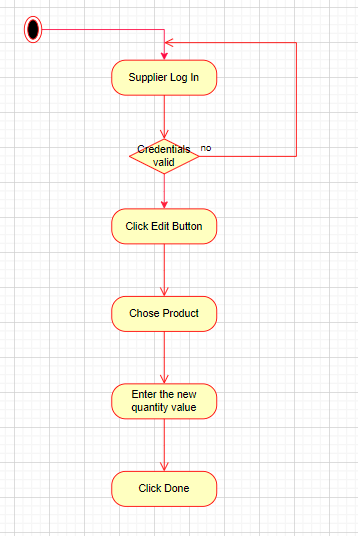 Supplier Log In
Credentials
valid
no
Click Edit Button
Chose Product
Enter the new
quantity value
Click Done